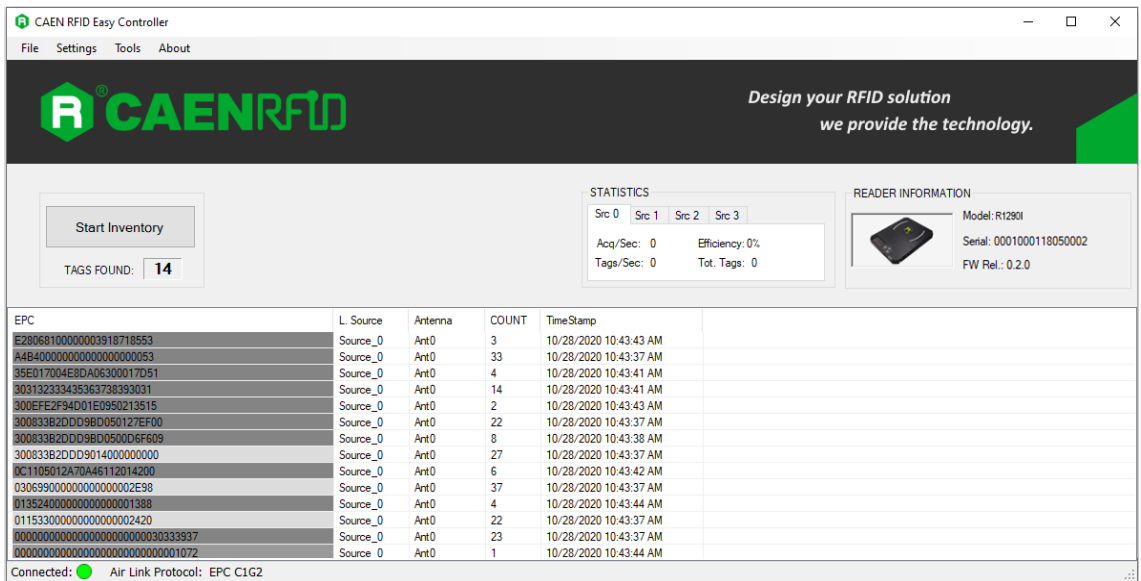 CAEN RFID Easy Controller
File Settings Tools About
R ® CAENRFID
Design your RFID solution
we provide the technology.
Start Inventory
TAGS FOUND: 14
STATISTICS
Src 0 Src 1 Src 2 Src 3
Acq/Sec: 0 Efficiency: 0%
Tags/Sec: 0 Tot. Tags: 0
READER INFORMATION
Model: R1290I
Serial: 0001000118050002
FW Rel.: 0.2.0
EPC L. Source Antenna COUNT TimeStamp
E28068100000003918718553 Source_0 Ant0 3 10/28/2020 10:43:43 AM
A4B400000000000000000053 Source_0 Ant0 33 10/28/2020 10:43:37 AM
35E017004E8DA06300017D51 Source_0 Ant0 4 10/28/2020 10:43:41 AM
303132333435363738393031 Source_0 Ant0 14 10/28/2020 10:43:41 AM
300EFE2F94D01E0950213515 Source_0 Ant0 2 10/28/2020 10:43:43 AM
300833B2DDD9BD050127EF00 Source_0 Ant0 22 10/28/2020 10:43:37 AM
300833B2DDD9BD0500D6F609 Source_0 Ant0 8 10/28/2020 10:43:38 AM
300833B2DDD9014000000000 Source_0 Ant0 27 10/28/2020 10:43:37 AM
0C1105012A70A46112014200 Source_0 Ant0 6 10/28/2020 10:43:42 AM
030699000000000000002E98 Source_0 Ant0 37 10/28/2020 10:43:37 AM
013524000000000000001388 Source_0 Ant0 4 10/28/2020 10:43:44 AM
011533000000000000002420 Source_0 Ant0 22 10/28/2020 10:43:37 AM
00000000000000000000000030333937 Source_0 Ant0 23 10/28/2020 10:43:37 AM
00000000000000000000000000001072 Source_0 Ant0 1 10/28/2020 10:43:44 AM
Connected: Air Link Protocol: EPC C1G2